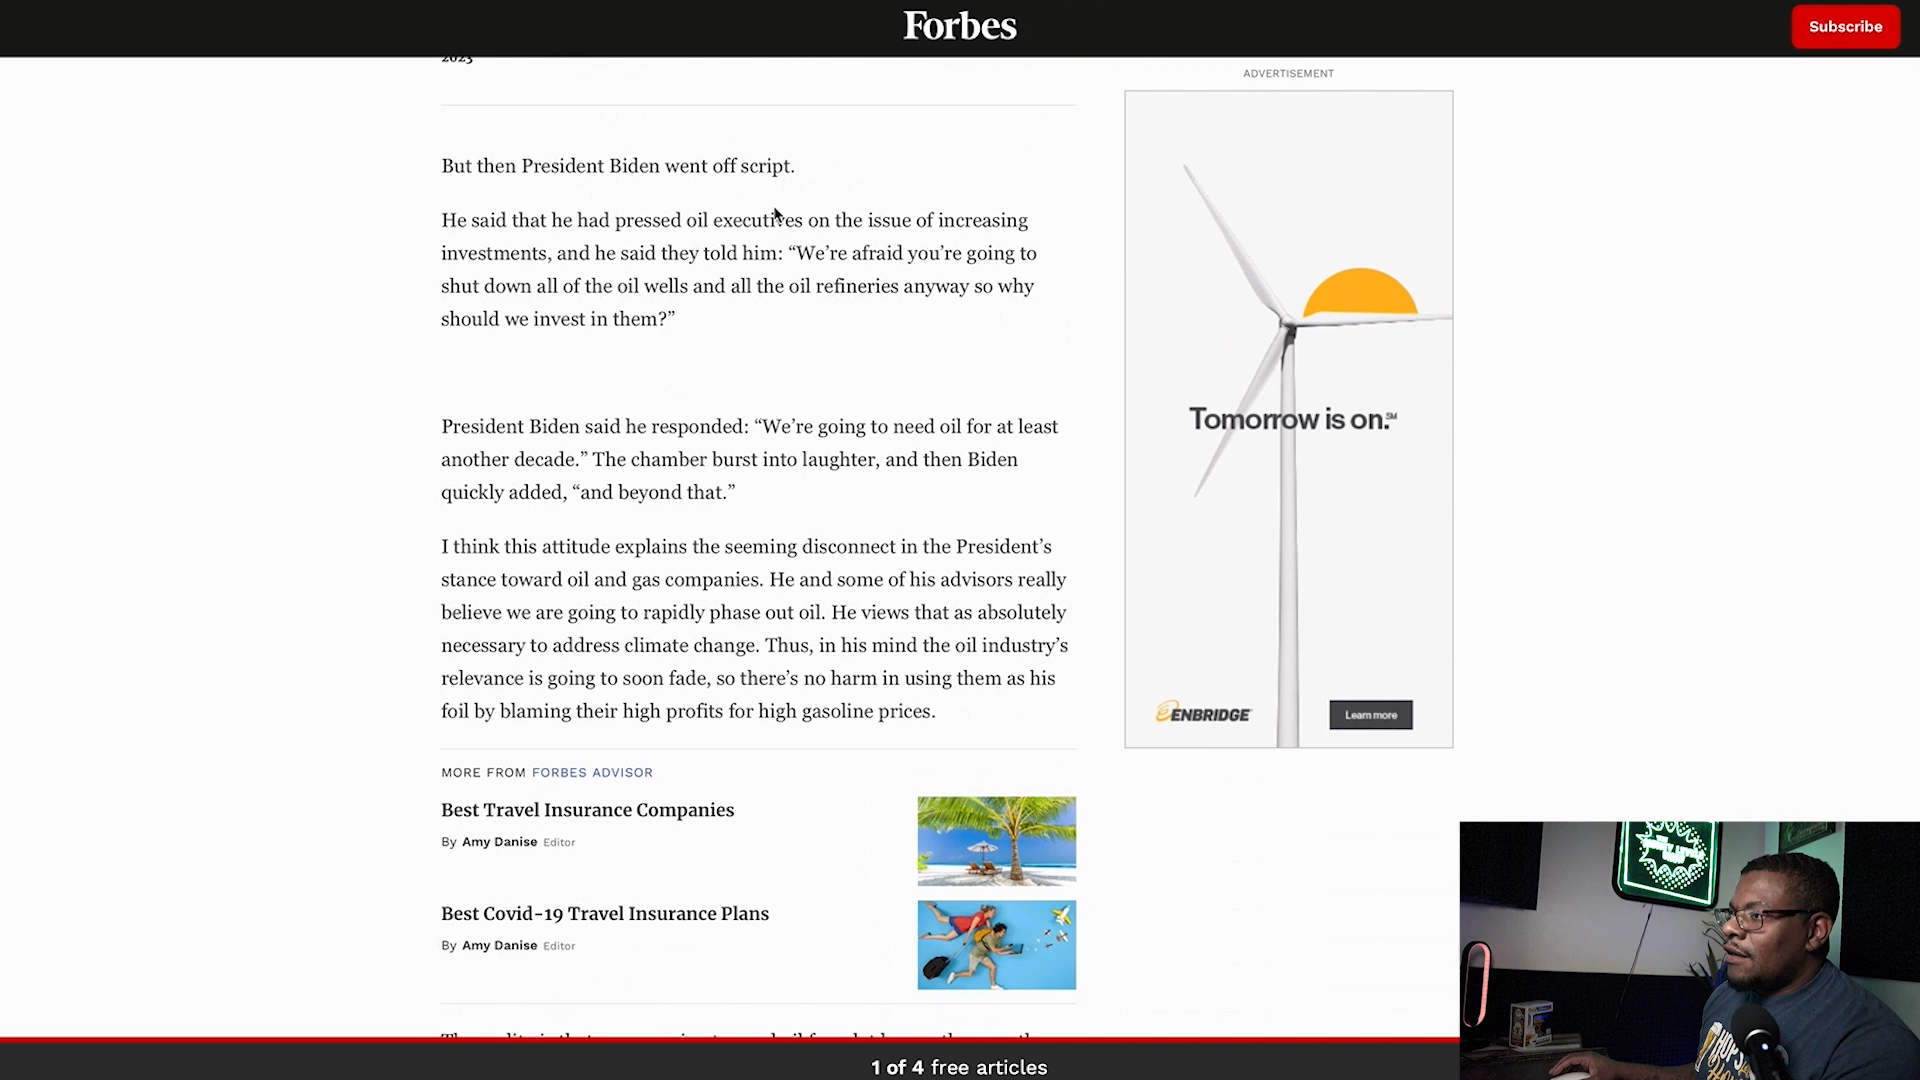 Forbes
Subscribe
2023
ADVERTISEMENT
But then President Biden went off script.
He said that he had pressed oil executives on the issue of increasing
investments, and he said they told him: “We’re afraid you’re going to
shut down all of the oil wells and all the oil refineries anyway so why
should we invest in them?”
President Biden said he responded: “We’re going to need oil for at least
another decade.” The chamber burst into laughter, and then Biden
quickly added, “and beyond that.”
I think this attitude explains the seeming disconnect in the President’s
stance toward oil and gas companies. He and some of his advisors really
believe we are going to rapidly phase out oil. He views that as absolutely
necessary to address climate change. Thus, in his mind the oil industry’s
relevance is going to soon fade, so there’s no harm in using them as his
foil by blaming their high profits for high gasoline prices.
Tomorrow is on.℠
ENBRIDGE
Learn more
MORE FROM FORBES ADVISOR
Best Travel Insurance Companies
By Amy Danise Editor
Best Covid-19 Travel Insurance Plans
By Amy Danise Editor
1 of 4 free articles